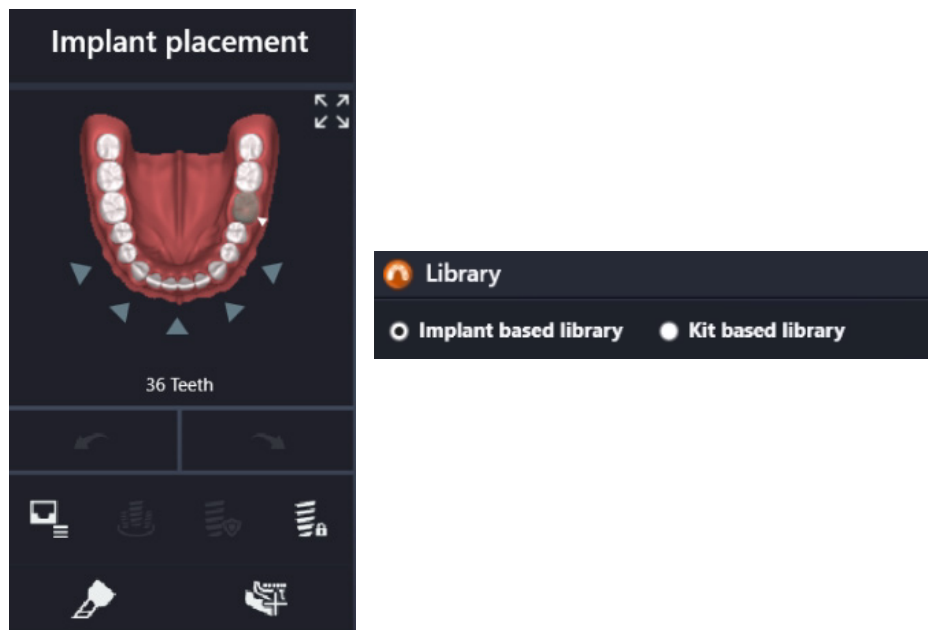 Implant placement
36 Teeth
Library
Implant based library
Kit based library